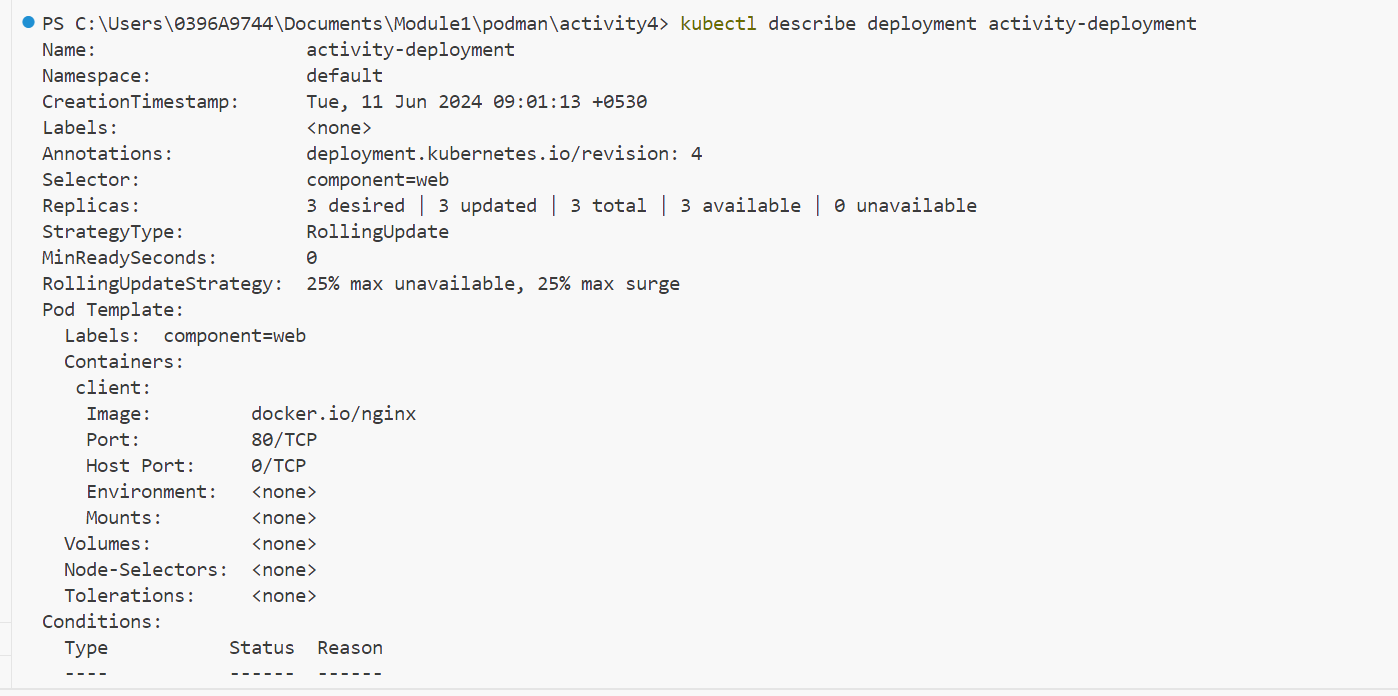 PS C:\Users\0396A9744\Documents\Module1\podman\activity4> kubectl describe deployment activity-deployment
Name:                   activity-deployment
Namespace:              default
CreationTimestamp:      Tue, 11 Jun 2024 09:01:13 +0530
Labels:                 <none>
Annotations:            deployment.kubernetes.io/revision: 4
Selector:               component=web
Replicas:               3 desired | 3 updated | 3 total | 3 available | 0 unavailable
StrategyType:           RollingUpdate
MinReadySeconds:        0
RollingUpdateStrategy:  25% max unavailable, 25% max surge
Pod Template:
  Labels:  component=web
  Containers:
   client:
    Image:         docker.io/nginx
    Port:          80/TCP
    Host Port:     0/TCP
    Environment:   <none>
    Mounts:        <none>
  Volumes:         <none>
  Node-Selectors:  <none>
  Tolerations:     <none>
Conditions:
  Type           Status  Reason
  ----           ------  ------